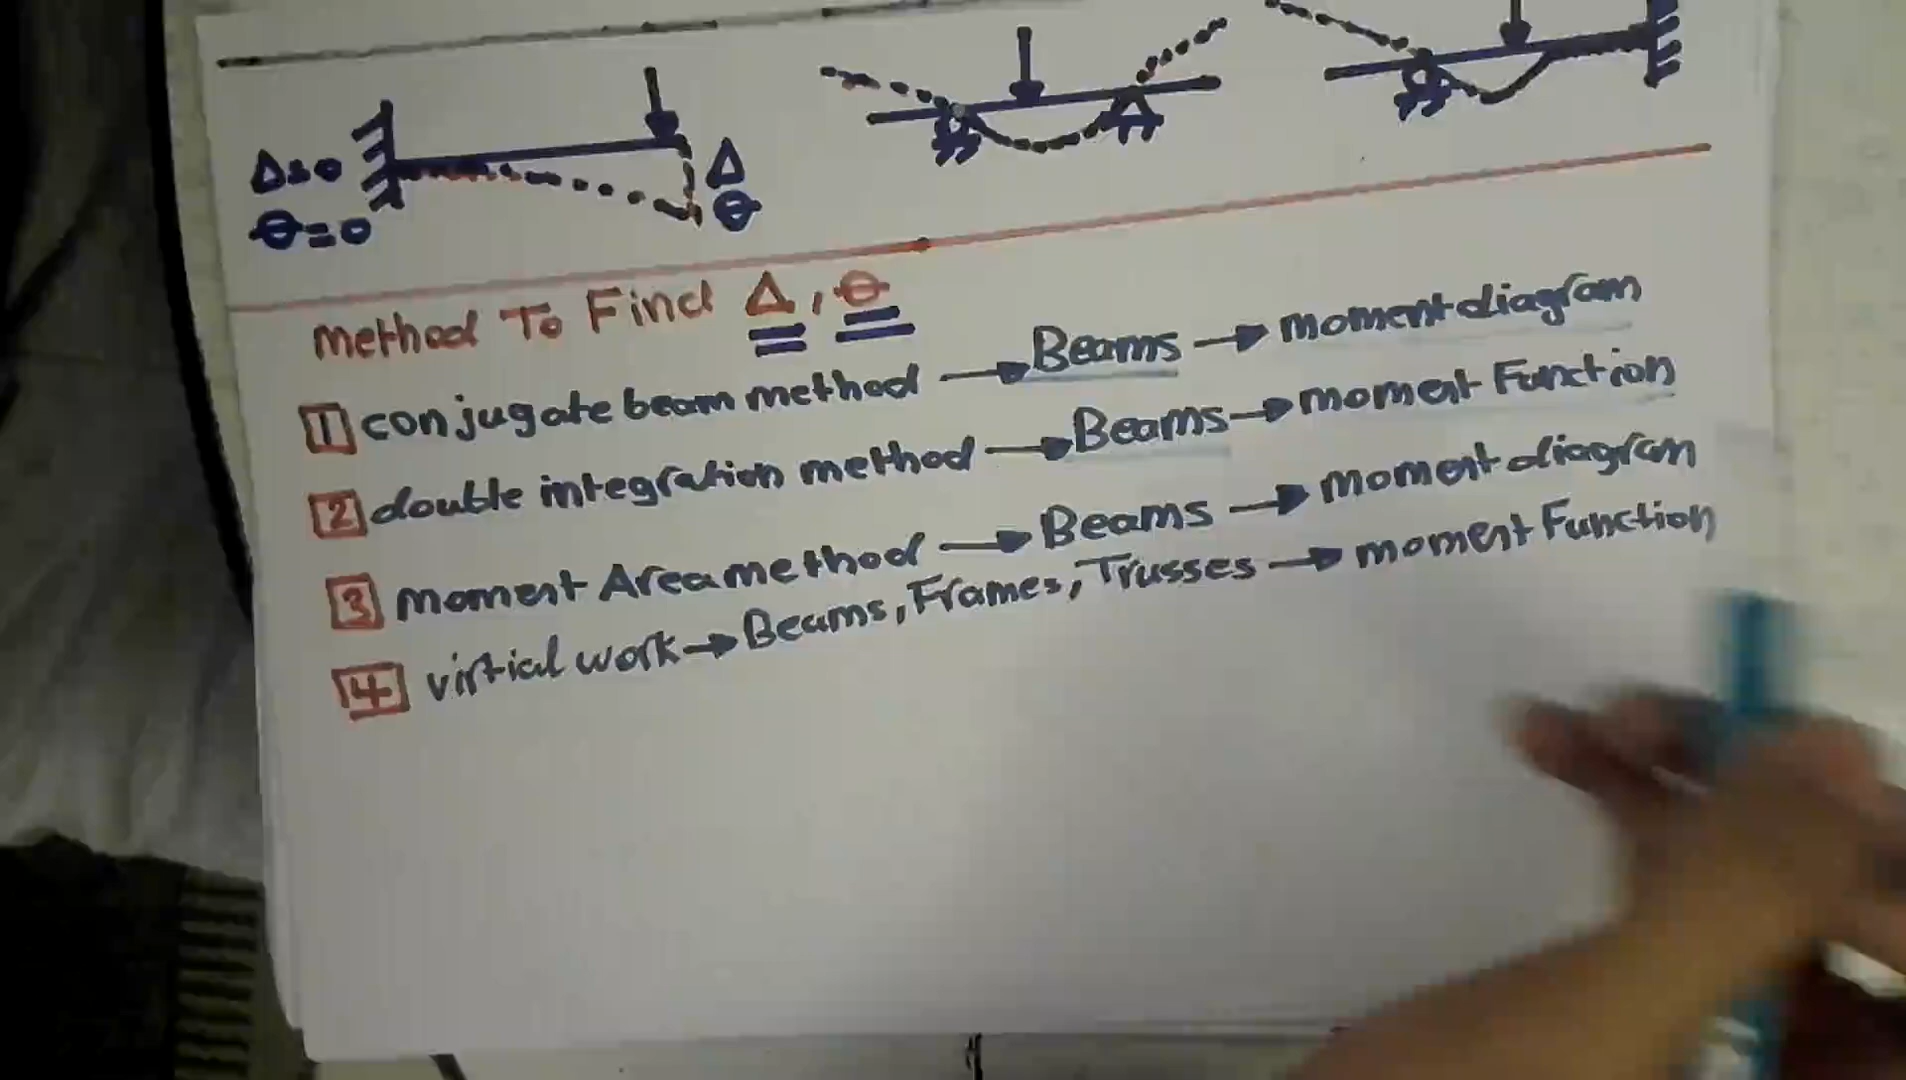 Δ=0
θ=0
Δ
θ
method To Find Δ, θ
1 conjugate beam method → Beams → moment diagram
2 double integration method → Beams → moment Function
3 moment Area method → Beams → moment diagram
4 virtial work → Beams, Frames, Trusses → moment Function